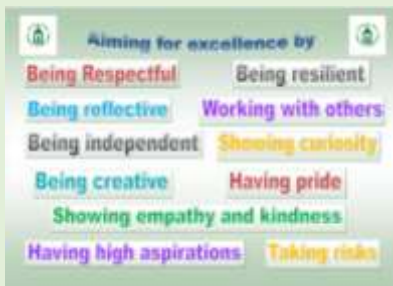 Aiming for excellence by
Being Respectful Being resilient
Being reflective Working with others
Being independent Showing curiosity
Being creative Having pride
Showing empathy and kindness
Having high aspirations Taking risks